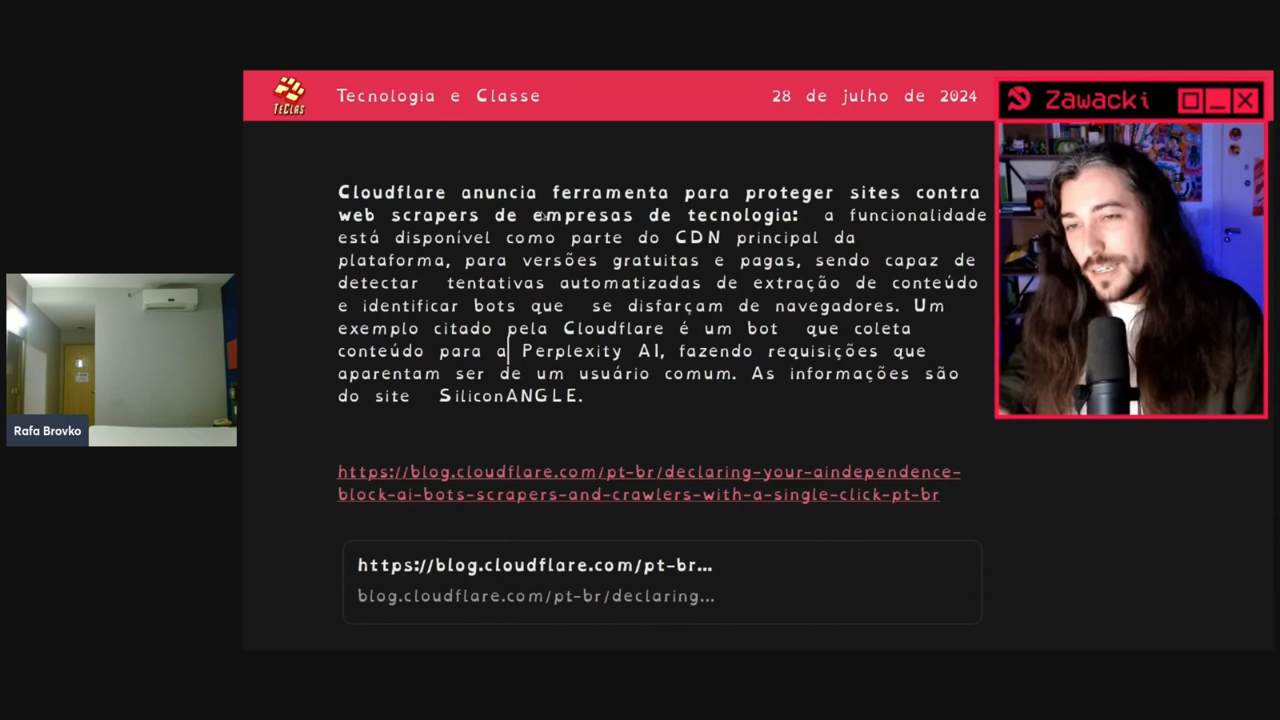 TECLAS
Tecnologia e Classe
28 de julho de 2024
Zawacki
Cloudflare anuncia ferramenta para proteger sites contra
web scrapers de empresas de tecnologia: a funcionalidade
está disponível como parte do CDN principal da
plataforma, para versões gratuitas e pagas, sendo capaz de
detectar tentativas automatizadas de extração de conteúdo
e identificar bots que se disfarçam de navegadores. Um
exemplo citado pela Cloudflare é um bot que coleta
conteúdo para a Perplexity AI, fazendo requisições que
aparentam ser de um usuário comum. As informações são
do site SiliconANGLE.
Rafa Brovko
https://blog.cloudflare.com/pt-br/declaring-your-aindependence-
block-ai-bots-scrapers-and-crawlers-with-a-single-click-pt-br
https://blog.cloudflare.com/pt-br...
blog.cloudflare.com/pt-br/declaring...